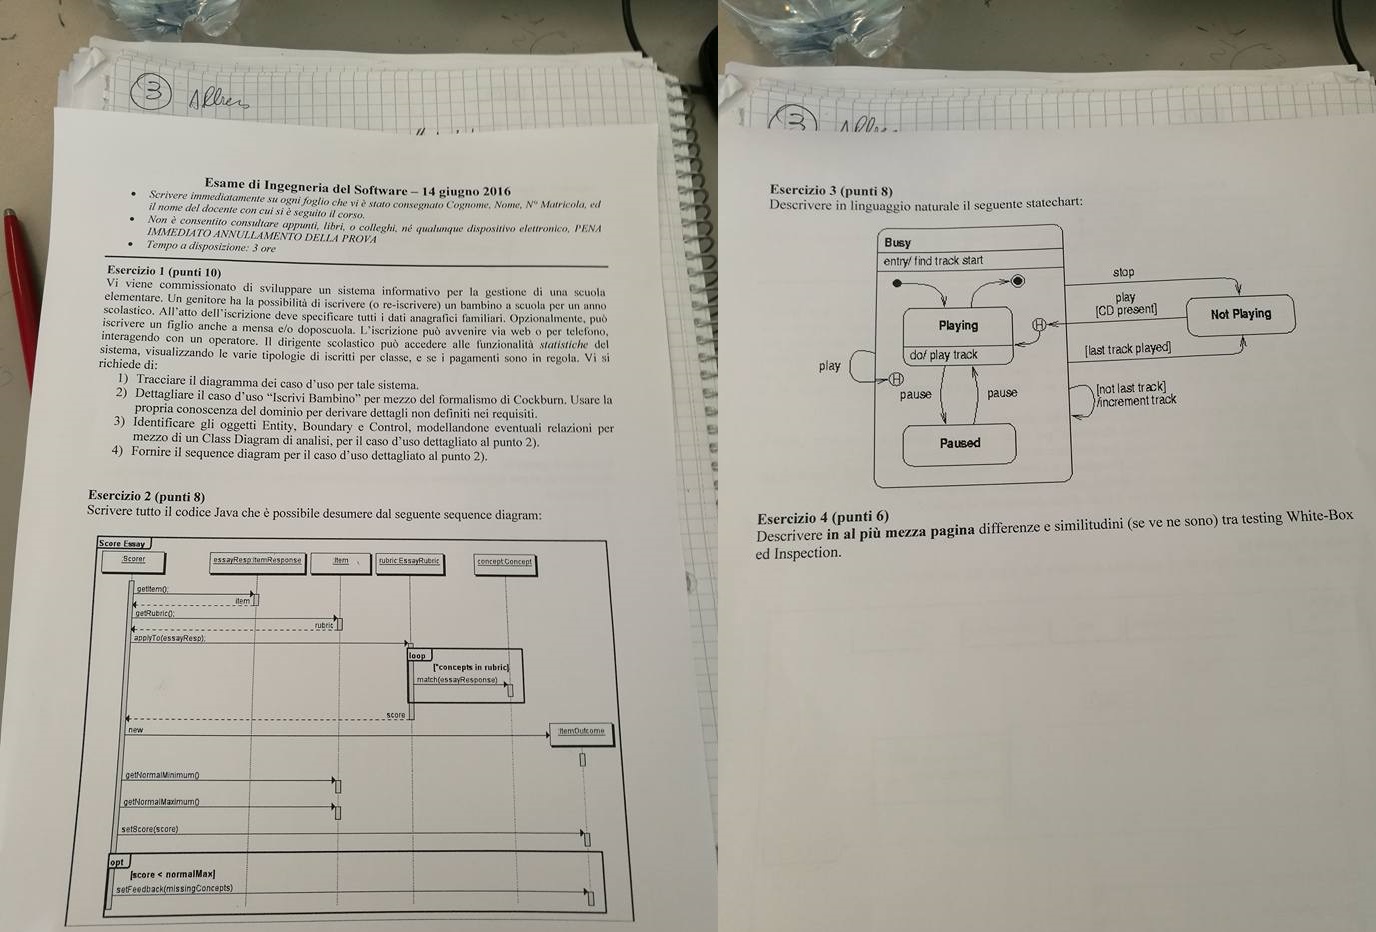 3 Allres
Esame di Ingegneria del Software – 14 giugno 2016
• Scrivere immediatamente su ogni foglio che vi è stato consegnato Cognome, Nome, N° Matricola, ed
il nome del docente con cui si è seguito il corso.
• Non è consentito consultare appunti, libri, o colleghi, né qualunque dispositivo elettronico, PENA
IMMEDIATO ANNULLAMENTO DELLA PROVA
• Tempo a disposizione: 3 ore
Esercizio 1 (punti 10)
Vi viene commissionato di sviluppare un sistema informativo per la gestione di una scuola
elementare. Un genitore ha la possibilità di iscrivere (o re-iscrivere) un bambino a scuola per un anno
scolastico. All'atto dell'iscrizione deve specificare tutti i dati anagrafici familiari. Opzionalmente, può
iscrivere un figlio anche a mensa e/o doposcuola. L'iscrizione può avvenire via web o per telefono,
interagendo con un operatore. Il dirigente scolastico può accedere alle funzionalità statistiche del
sistema, visualizzando le varie tipologie di iscritti per classe, e se i pagamenti sono in regola. Vi si
richiede di:
1) Tracciare il diagramma dei caso d'uso per tale sistema.
2) Dettagliare il caso d'uso "Iscrivi Bambino" per mezzo del formalismo di Cockburn. Usare la
propria conoscenza del dominio per derivare dettagli non definiti nei requisiti.
3) Identificare gli oggetti Entity, Boundary e Control, modellandone eventuali relazioni per
mezzo di un Class Diagram di analisi, per il caso d'uso dettagliato al punto 2).
4) Fornire il sequence diagram per il caso d'uso dettagliato al punto 2).
Esercizio 2 (punti 8)
Scrivere tutto il codice Java che è possibile desumere dal seguente sequence diagram:
Score Essay
:Scorer
essayResp:ItemResponse
:Item
rubric:EssayRubric
concept:Concept
getItem();
item
getRubric();
rubric
applyTo(essayResp);
loop
[*concepts in rubric]
match(essayResponse)
score
new
:ItemOutcome
getNormalMinimum()
getNormalMaximum()
setScore(score)
opt
[score < normalMax]
setFeedback(missingConcepts)
3
Esercizio 3 (punti 8)
Descrivere in linguaggio naturale il seguente statechart:
Busy
entry/ find track start
stop
play
[CD present]
Not Playing
Playing
H
do/ play track
[last track played]
play
H
pause
pause
[not last track]
/increment track
Paused
Esercizio 4 (punti 6)
Descrivere in al più mezza pagina differenze e similitudini (se ve ne sono) tra testing White-Box
ed Inspection.